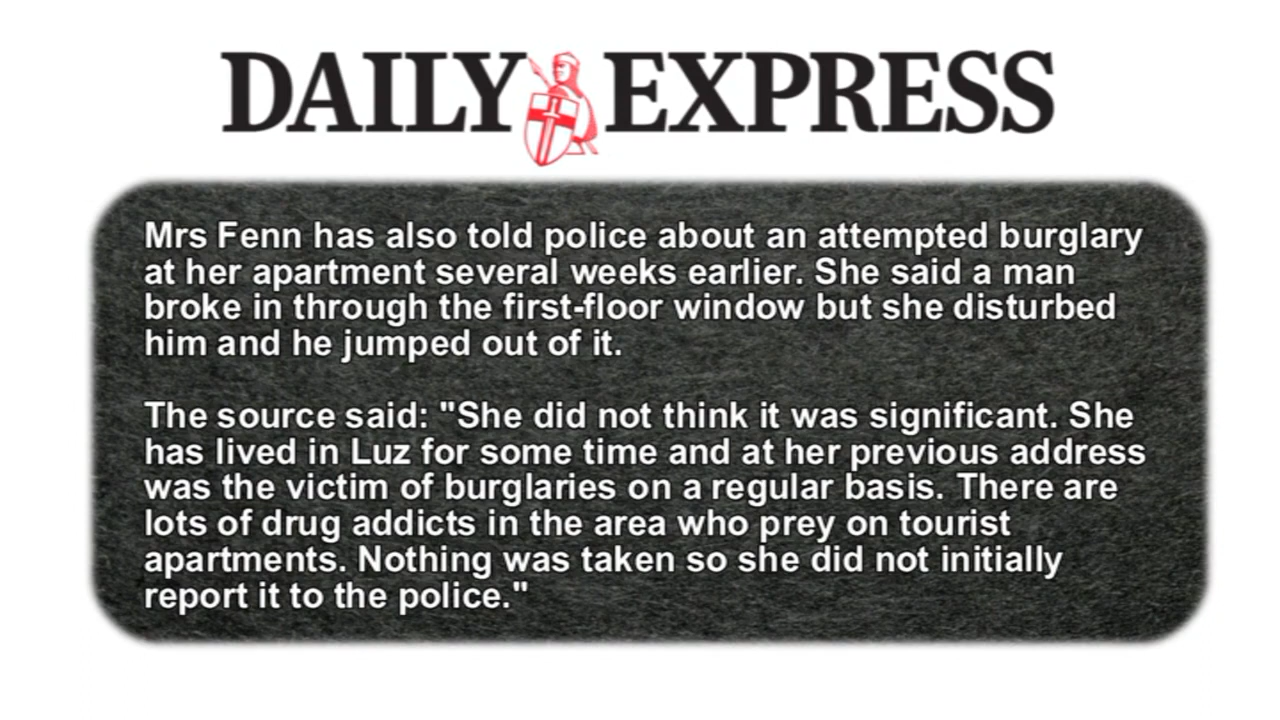 DAILY EXPRESS
Mrs Fenn has also told police about an attempted burglary
at her apartment several weeks earlier. She said a man
broke in through the first-floor window but she disturbed
him and he jumped out of it.
The source said: "She did not think it was significant. She
has lived in Luz for some time and at her previous address
was the victim of burglaries on a regular basis. There are
lots of drug addicts in the area who prey on tourist
apartments. Nothing was taken so she did not initially
report it to the police."